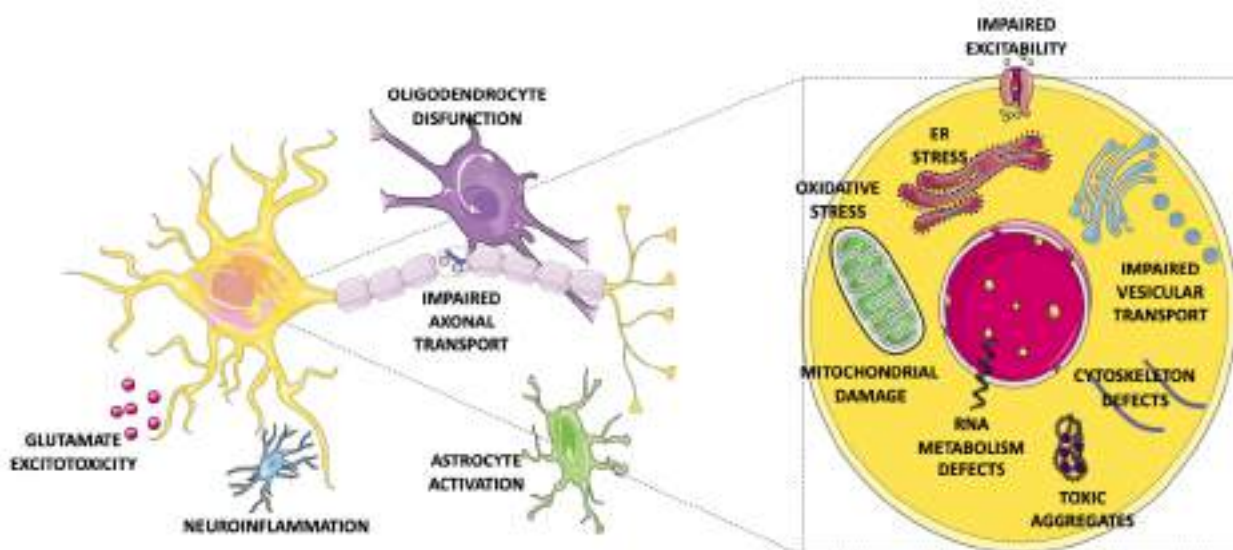 IMPAIRED
EXCITABILITY
OLIGODENDROCYTE
DISFUNCTION
ER
STRESS
OXIDATIVE
STRESS
IMPAIRED
AXONAL
TRANSPORT
IMPAIRED
VESICULAR
TRANSPORT
MITOCHONDRIAL
DAMAGE
CYTOSKELETON
DEFECTS
RNA
METABOLISM
DEFECTS
GLUTAMATE
EXCITOTOXICITY
ASTROCYTE
ACTIVATION
NEUROINFLAMMATION
TOXIC
AGGREGATES